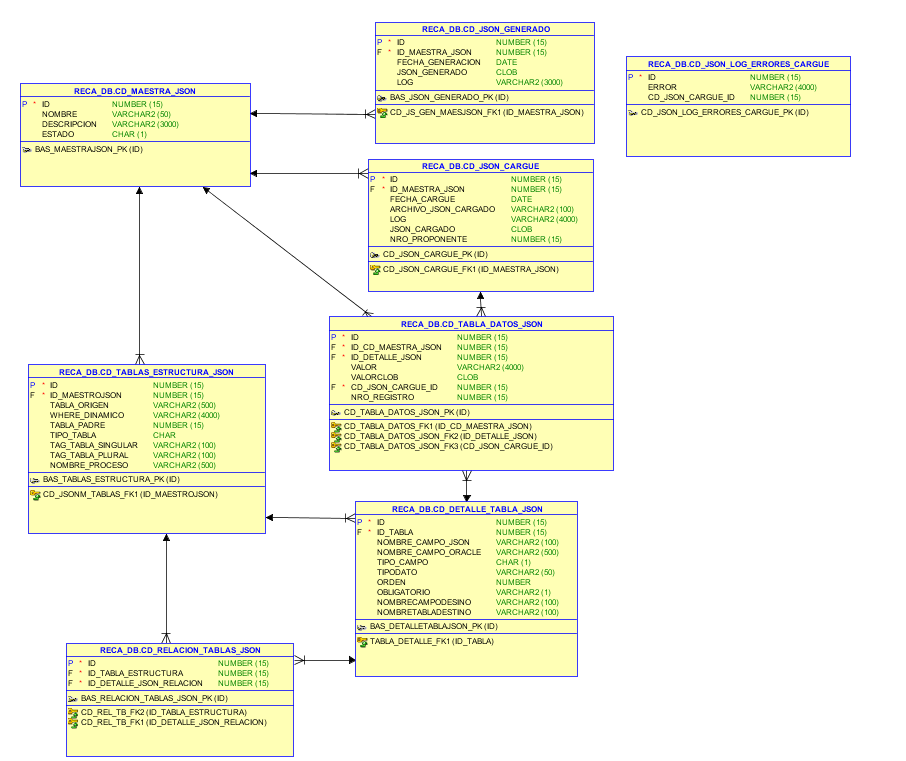 RECA_DB.CD_JSON_GENERADO
P * ID NUMBER (15)
F * ID_MAESTRA_JSON NUMBER (15)
FECHA_GENERACION DATE
JSON_GENERADO CLOB
LOG VARCHAR2 (3000)
BAS_JSON_GENERADO_PK (ID)
CD_JS_GEN_MAESJSON_FK1 (ID_MAESTRA_JSON)
RECA_DB.CD_JSON_LOG_ERRORES_CARGUE
P * ID NUMBER (15)
ERROR VARCHAR2 (4000)
CD_JSON_CARGUE_ID NUMBER (15)
CD_JSON_LOG_ERRORES_CARGUE_PK (ID)
RECA_DB.CD_MAESTRA_JSON
P * ID NUMBER (15)
NOMBRE VARCHAR2 (50)
DESCRIPCION VARCHAR2 (3000)
ESTADO CHAR (1)
BAS_MAESTRAJSON_PK (ID)
RECA_DB.CD_JSON_CARGUE
P * ID NUMBER (15)
F * ID_MAESTRA_JSON NUMBER (15)
FECHA_CARGUE DATE
ARCHIVO_JSON_CARGADO VARCHAR2 (100)
LOG VARCHAR2 (4000)
JSON_CARGADO CLOB
NRO_PROPONENTE NUMBER (15)
CD_JSON_CARGUE_PK (ID)
CD_JSON_CARGUE_FK1 (ID_MAESTRA_JSON)
RECA_DB.CD_TABLA_DATOS_JSON
P * ID NUMBER (15)
F * ID_CD_MAESTRA_JSON NUMBER (15)
F * ID_DETALLE_JSON NUMBER (15)
VALOR VARCHAR2 (4000)
VALORCLOB CLOB
F * CD_JSON_CARGUE_ID NUMBER (15)
NRO_REGISTRO NUMBER (15)
CD_TABLA_DATOS_JSON_PK (ID)
CD_TABLA_DATOS_FK1 (ID_CD_MAESTRA_JSON)
CD_TABLA_DATOS_JSON_FK2 (ID_DETALLE_JSON)
CD_TABLA_DATOS_JSON_FK3 (CD_JSON_CARGUE_ID)
RECA_DB.CD_TABLAS_ESTRUCTURA_JSON
P * ID NUMBER (15)
F * ID_MAESTROJSON NUMBER (15)
TABLA_ORIGEN VARCHAR2 (500)
WHERE_DINAMICO VARCHAR2 (4000)
TABLA_PADRE NUMBER (15)
TIPO_TABLA CHAR
TAG_TABLA_SINGULAR VARCHAR2 (100)
TAG_TABLA_PLURAL VARCHAR2 (100)
NOMBRE_PROCESO VARCHAR2 (500)
BAS_TABLAS_ESTRUCTURA_PK (ID)
CD_JSONM_TABLAS_FK1 (ID_MAESTROJSON)
RECA_DB.CD_DETALLE_TABLA_JSON
P * ID NUMBER (15)
F * ID_TABLA NUMBER (15)
NOMBRE_CAMPO_JSON VARCHAR2 (100)
NOMBRE_CAMPO_ORACLE VARCHAR2 (500)
TIPO_CAMPO CHAR (1)
TIPODATO VARCHAR2 (50)
ORDEN NUMBER
OBLIGATORIO VARCHAR2 (1)
NOMBRECAMPODESINO VARCHAR2 (100)
NOMBRETABLADESTINO VARCHAR2 (100)
BAS_DETALLETABLAJSON_PK (ID)
TABLA_DETALLE_FK1 (ID_TABLA)
RECA_DB.CD_RELACION_TABLAS_JSON
P * ID NUMBER (15)
F * ID_TABLA_ESTRUCTURA NUMBER (15)
F * ID_DETALLE_JSON_RELACION NUMBER (15)
BAS_RELACION_TABLAS_JSON_PK (ID)
CD_REL_TB_FK2 (ID_TABLA_ESTRUCTURA)
CD_REL_TB_FK1 (ID_DETALLE_JSON_RELACION)